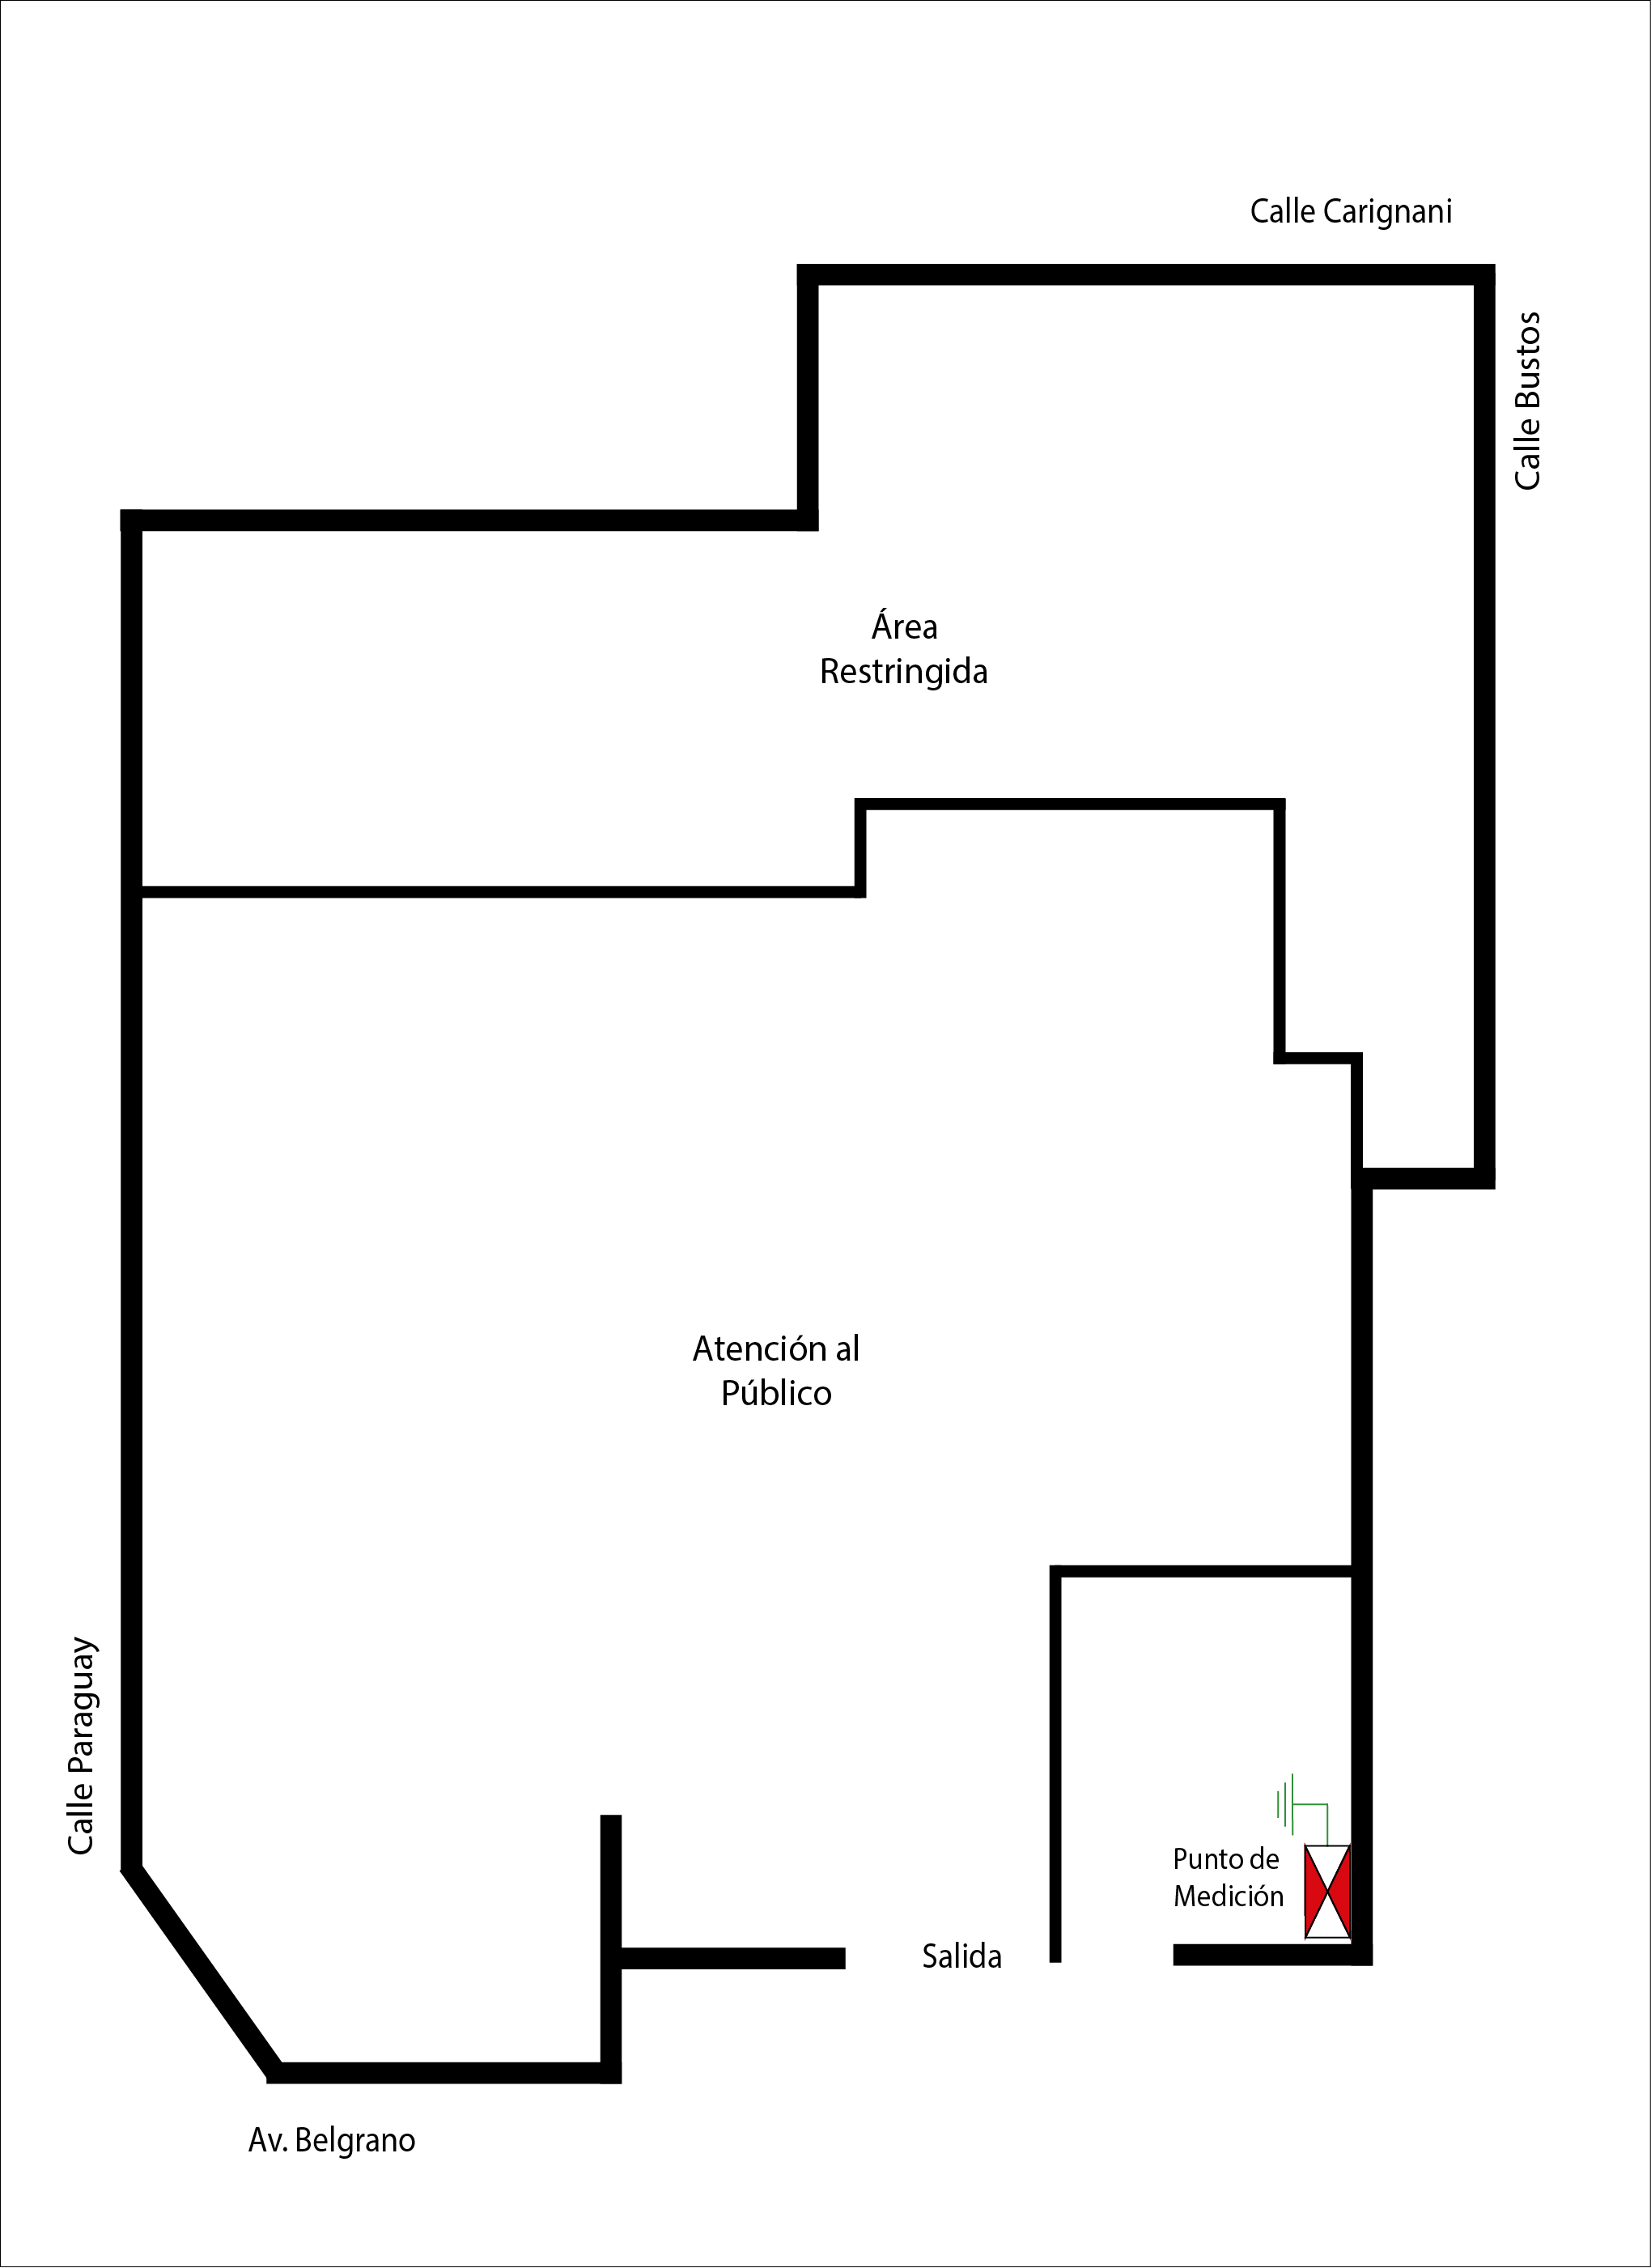 Calle Carignani
Calle Bustos
Área
Restringida
Atención al
Público
Calle Paraguay
Punto de
Medición
Salida
Av. Belgrano